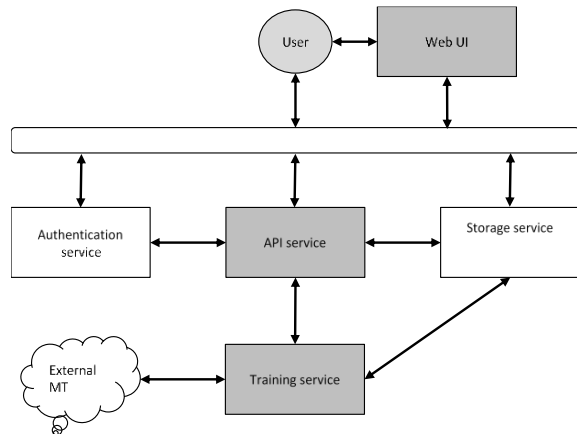 User
Web UI
Authentication
service
API service
Storage service
External
MT
Training service